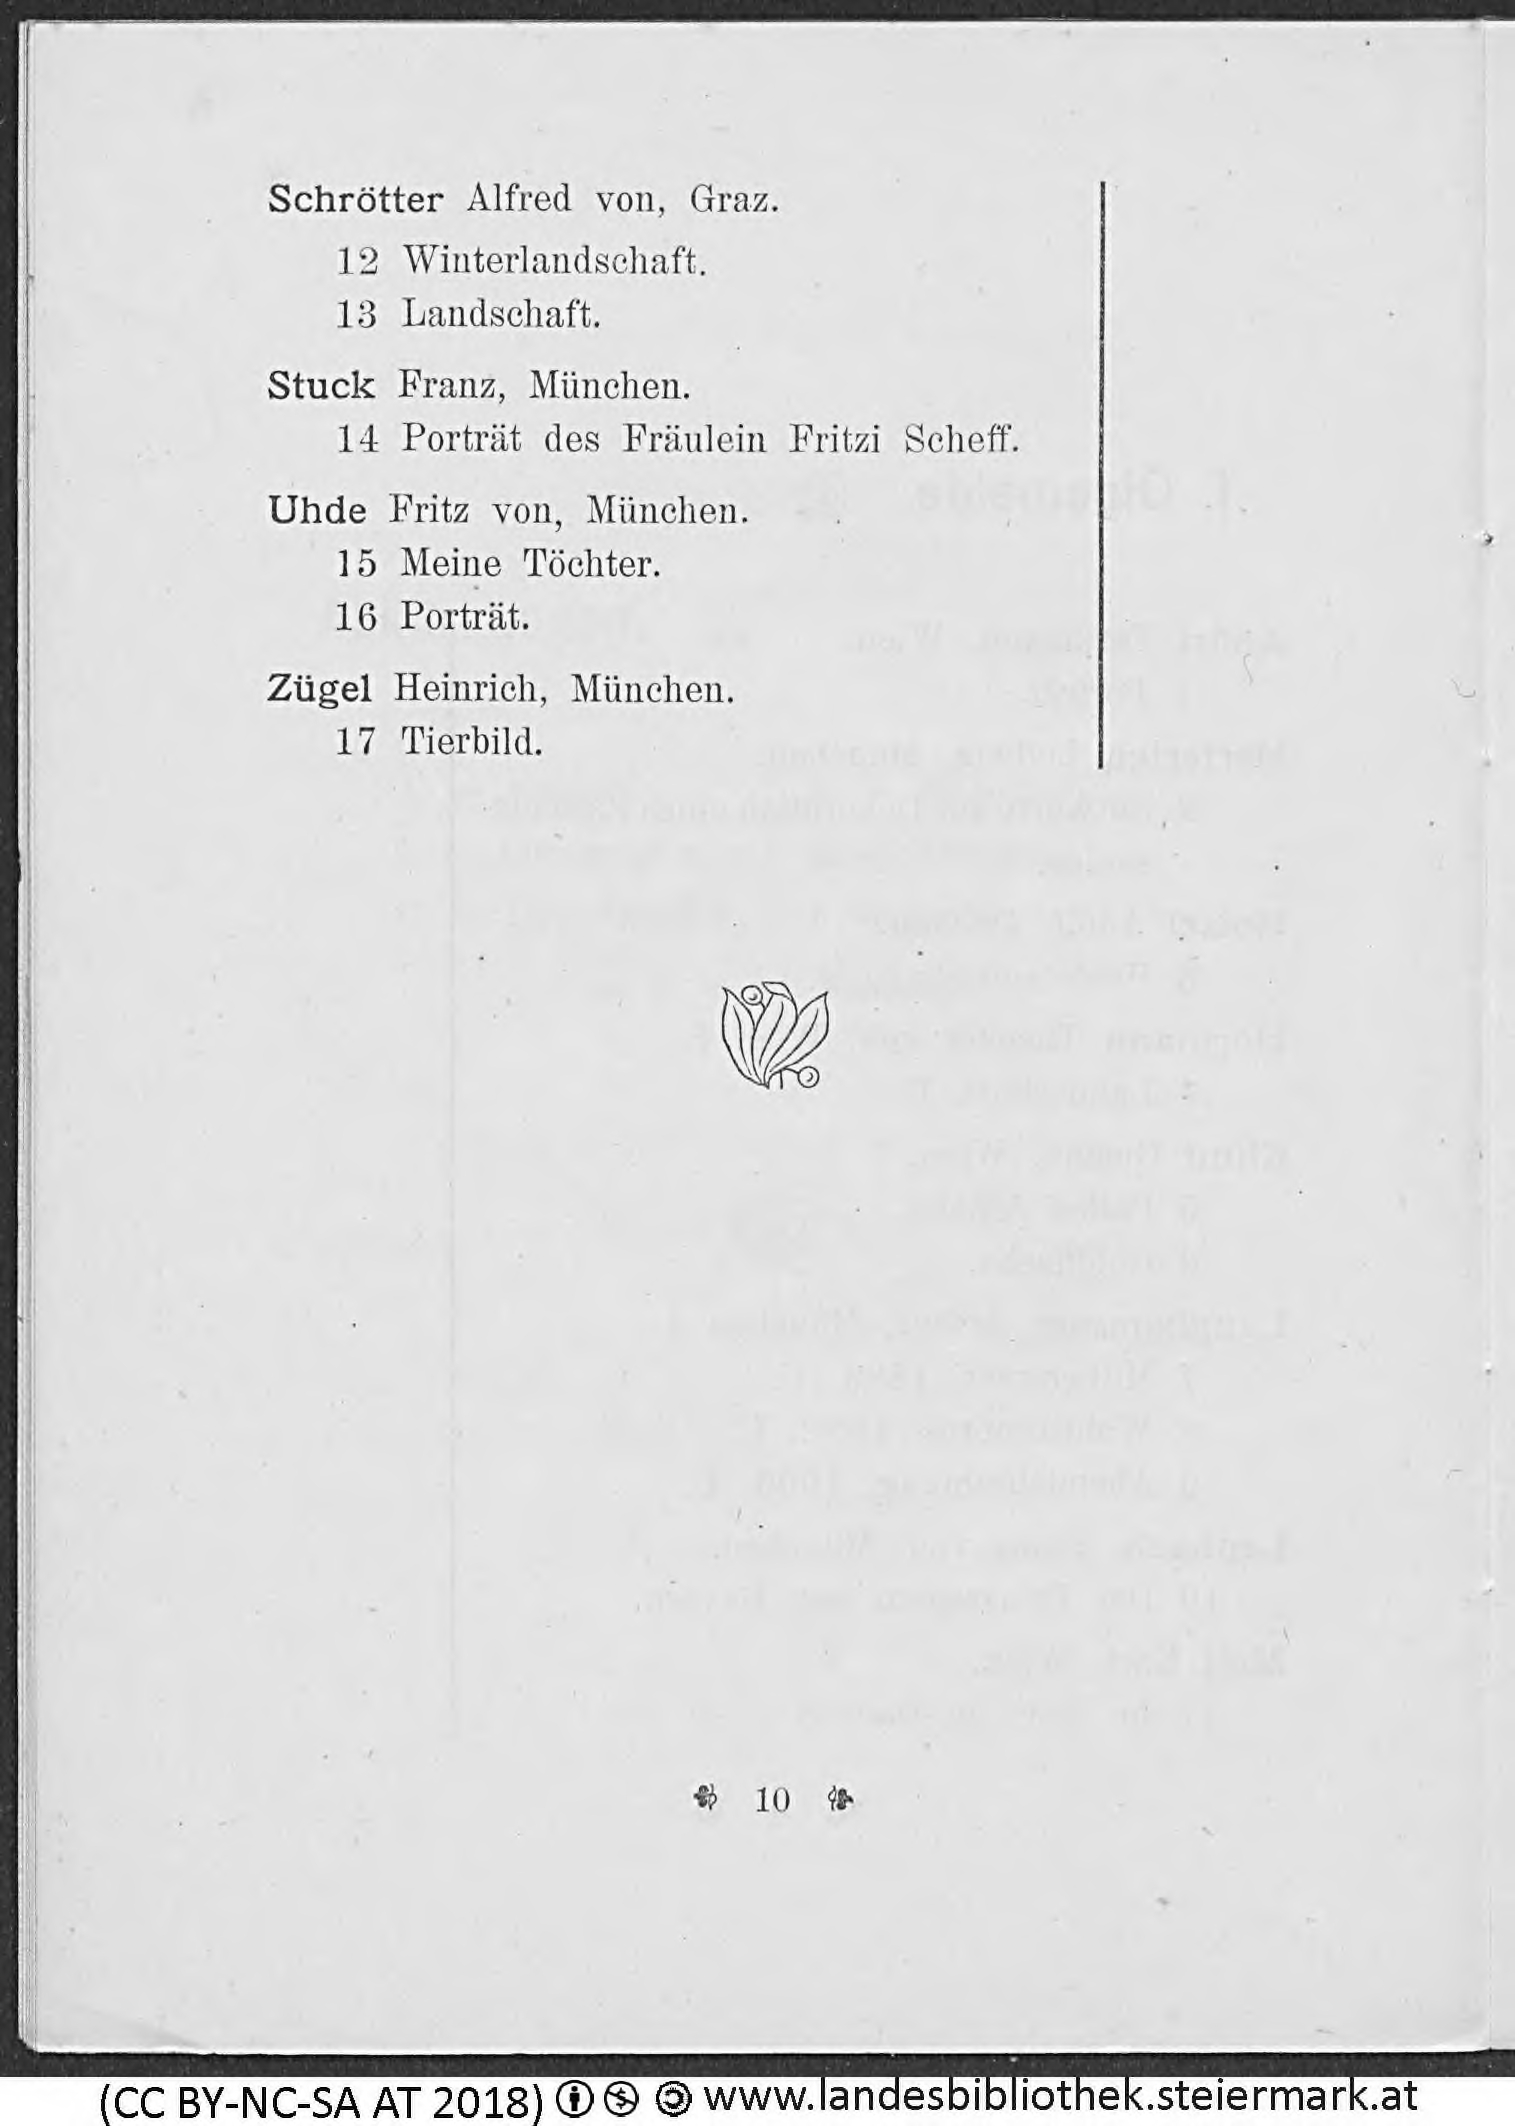 Schrötter Alfred von, Graz.
12 Winterlandschaft.
13 Landschaft.
Stuck Franz, München.
14 Porträt des Fräulein Fritzi Scheff.
Uhde Fritz von, München.
15 Meine Töchter.
16 Porträt.
Zügel Heinrich, München.
17 Tierbild.
10
(CC BY-NC-SA AT 2018) www.landesbibliothek.steiermark.at